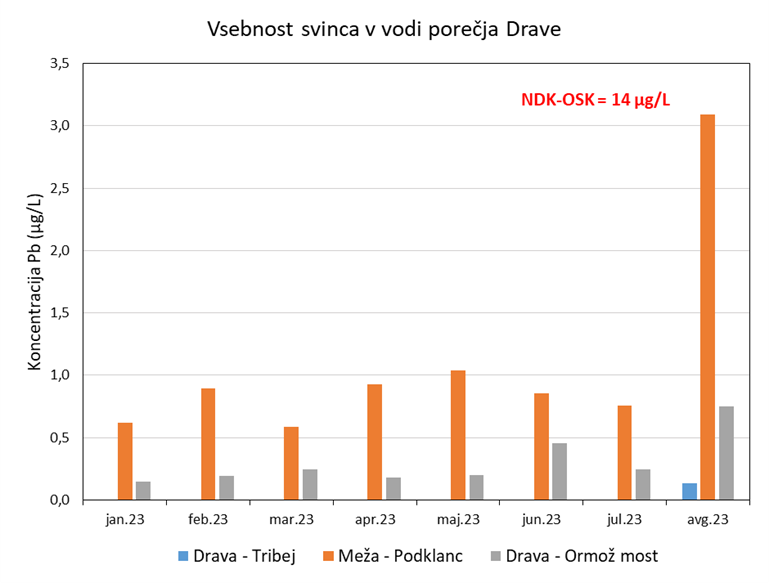 Vsebnost svinca v vodi porečja Drave
NDK-OSK = 14 µg/L
Koncentracija Pb (µg/L)
3,5
3,0
2,5
2,0
1,5
1,0
0,5
0,0
jan.23 feb.23 mar.23 apr.23 maj.23 jun.23 jul.23 avg.23
Drava - Tribej Meža - Podklanc Drava - Ormož most